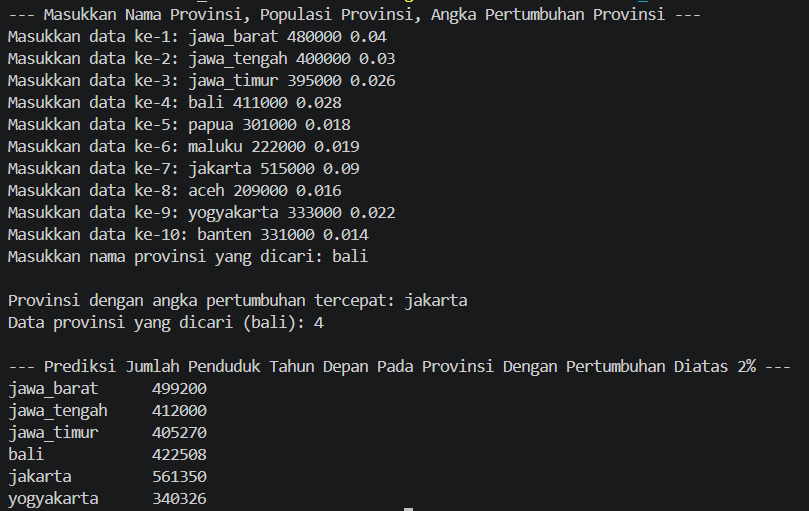 --- Masukkan Nama Provinsi, Populasi Provinsi, Angka Pertumbuhan Provinsi ---
Masukkan data ke-1: jawa_barat 480000 0.04
Masukkan data ke-2: jawa_tengah 400000 0.03
Masukkan data ke-3: jawa_timur 395000 0.026
Masukkan data ke-4: bali 411000 0.028
Masukkan data ke-5: papua 301000 0.018
Masukkan data ke-6: maluku 222000 0.019
Masukkan data ke-7: jakarta 515000 0.09
Masukkan data ke-8: aceh 209000 0.016
Masukkan data ke-9: yogyakarta 333000 0.022
Masukkan data ke-10: banten 331000 0.014
Masukkan nama provinsi yang dicari: bali
Provinsi dengan angka pertumbuhan tercepat: jakarta
Data provinsi yang dicari (bali): 4
--- Prediksi Jumlah Penduduk Tahun Depan Pada Provinsi Dengan Pertumbuhan Diatas 2% ---
jawa_barat 499200
jawa_tengah 412000
jawa_timur 405270
bali 422508
jakarta 561350
yogyakarta 340326